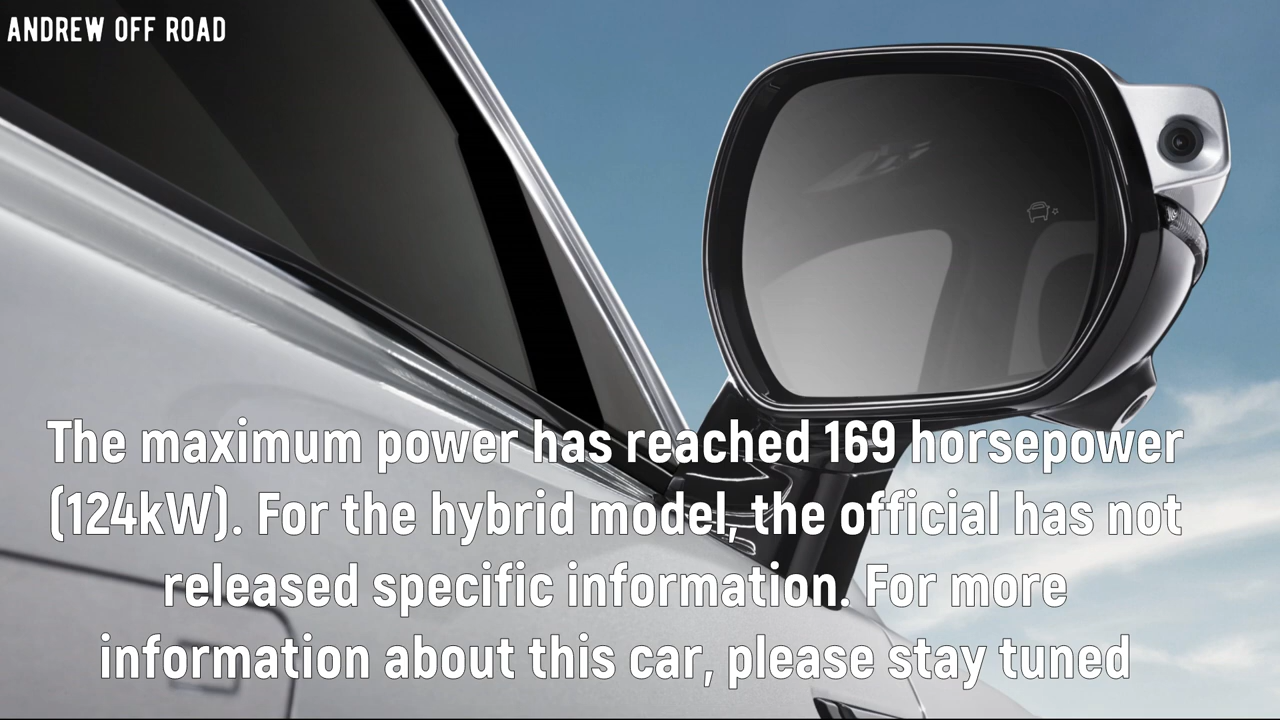 ANDREW OFF ROAD
The maximum power has reached 169 horsepower
(124kW). For the hybrid model, the official has not
released specific information. For more
information about this car, please stay tuned